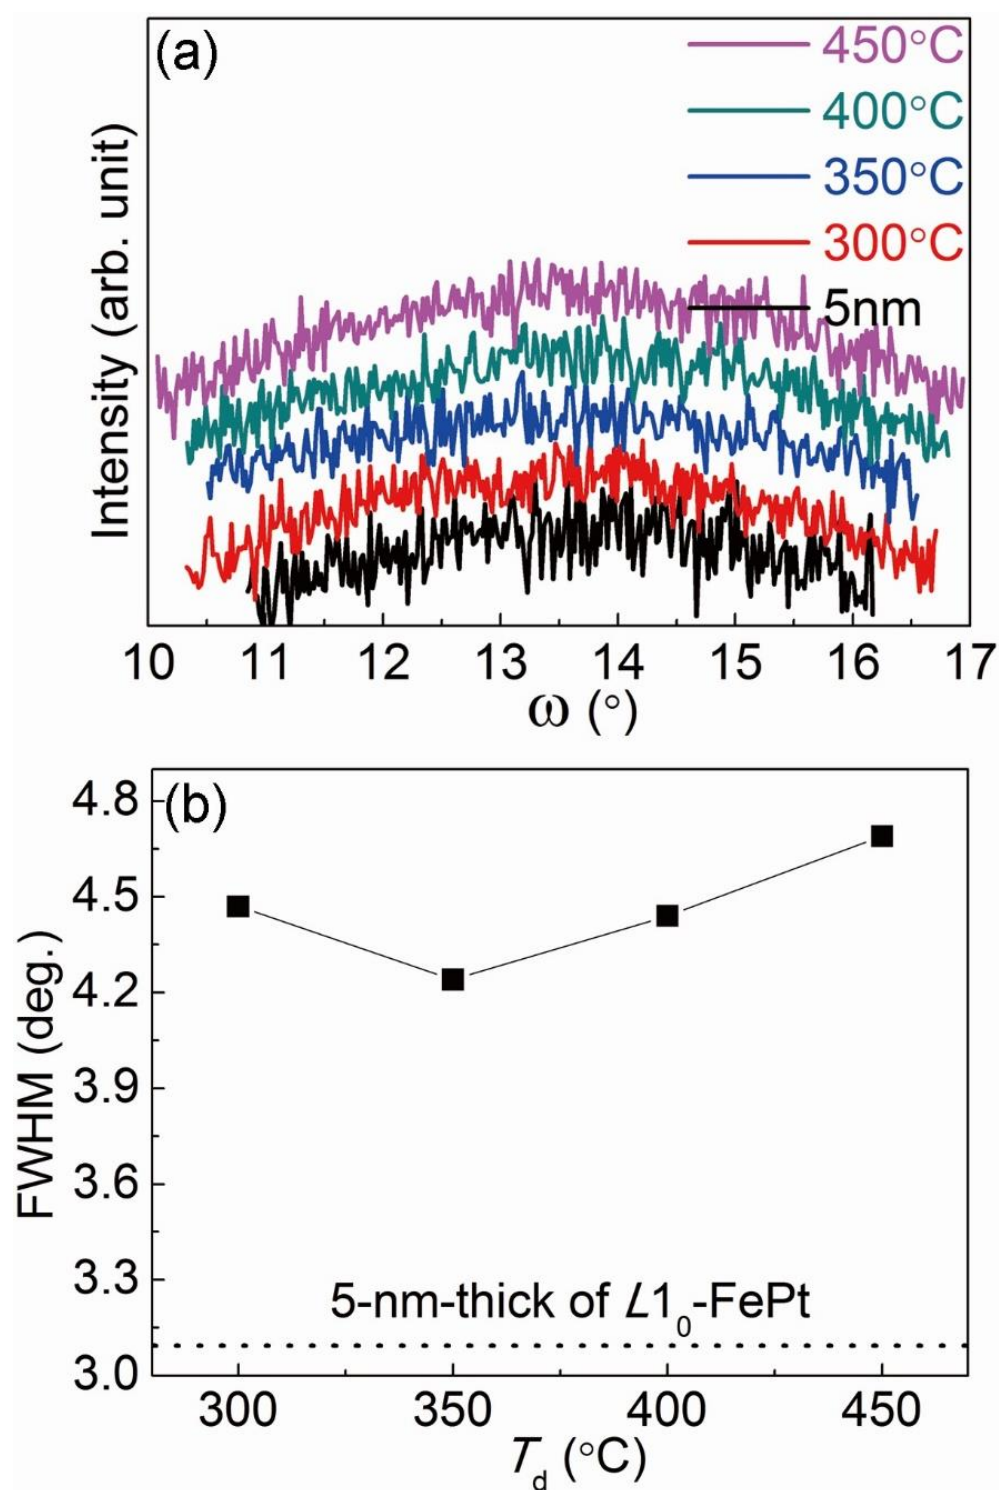 (a)
450°C
400°C
350°C
300°C
5nm
Intensity (arb. unit)
10 11 12 13 14 15 16 17
ω (°)
(b)
4.8
4.5
4.2
3.9
3.6
3.3
3.0
FWHM (deg.)
5-nm-thick of L1₀-FePt
300 350 400 450
T_d (°C)